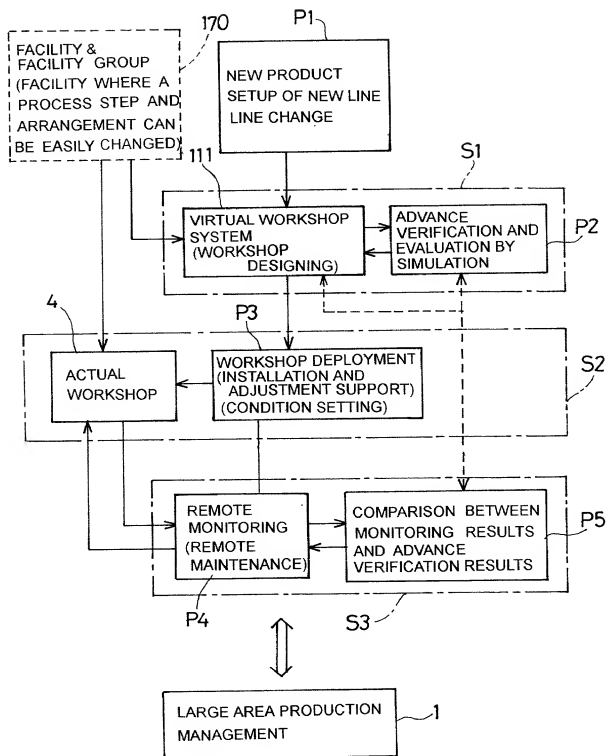 170
FACILITY &
FACILITY GROUP
(FACILITY WHERE A
PROCESS STEP AND
ARRANGEMENT CAN
BE EASILY CHANGED)
P1
NEW PRODUCT
SETUP OF NEW LINE
LINE CHANGE
111
S1
VIRTUAL WORKSHOP
SYSTEM
(WORKSHOP
DESIGNING)
ADVANCE
VERIFICATION AND
EVALUATION BY
SIMULATION
P2
4
P3
ACTUAL
WORKSHOP
WORKSHOP DEPLOYMENT
(INSTALLATION AND
ADJUSTMENT SUPPORT)
(CONDITION SETTING)
S2
REMOTE
MONITORING
(REMOTE
MAINTENANCE)
COMPARISON BETWEEN
MONITORING RESULTS
AND ADVANCE
VERIFICATION RESULTS
P5
P4
S3
LARGE AREA PRODUCTION
MANAGEMENT
1